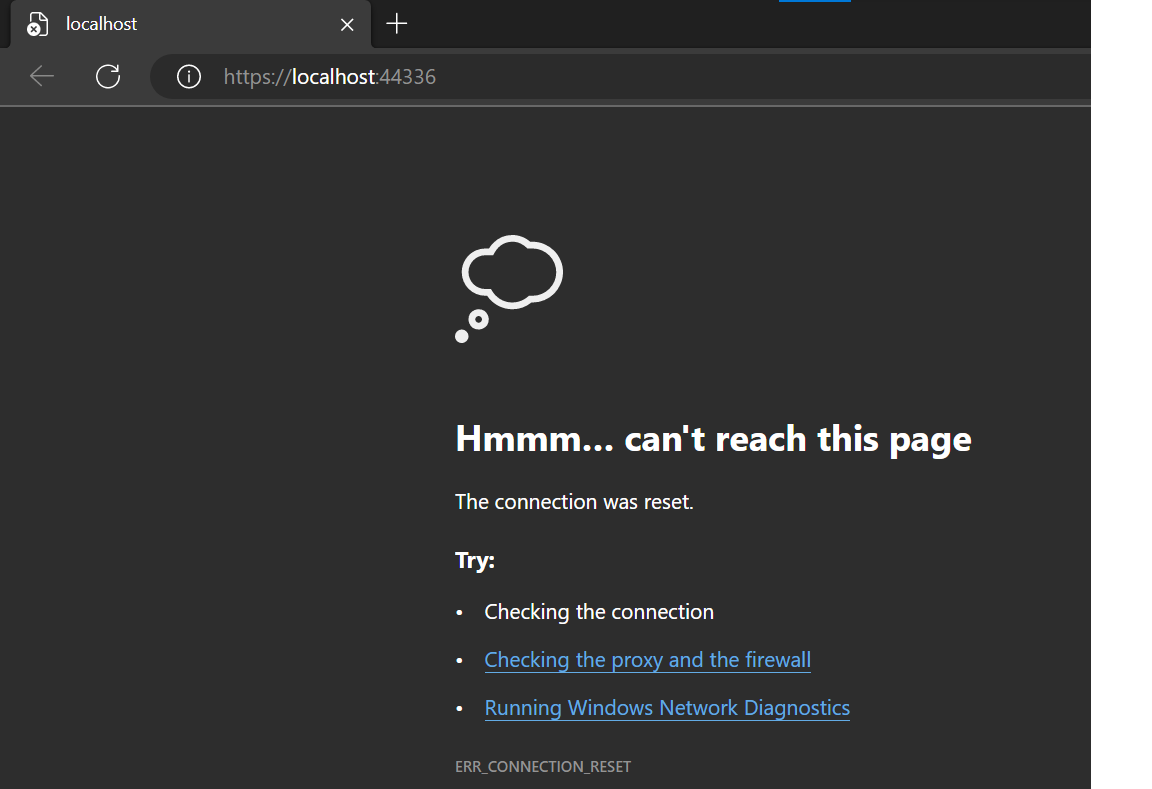 localhost
https://localhost:44336
Hmmm... can't reach this page
The connection was reset.
Try:
• Checking the connection
• Checking the proxy and the firewall
• Running Windows Network Diagnostics
ERR_CONNECTION_RESET